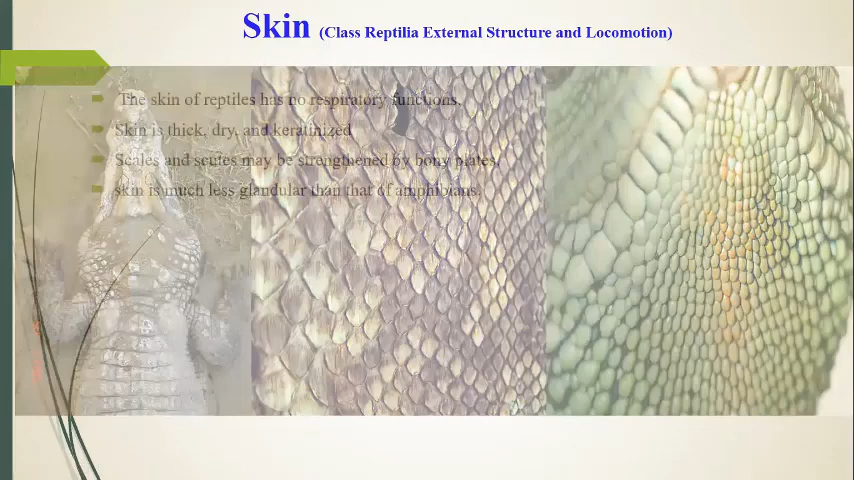 Skin (Class Reptilia External Structure and Locomotion)
The skin of reptiles has no respiratory functions.
Skin is thick, dry, and keratinized
Scales and scutes may be strengthened by bony plates.
skin is much less glandular than that of amphibians.